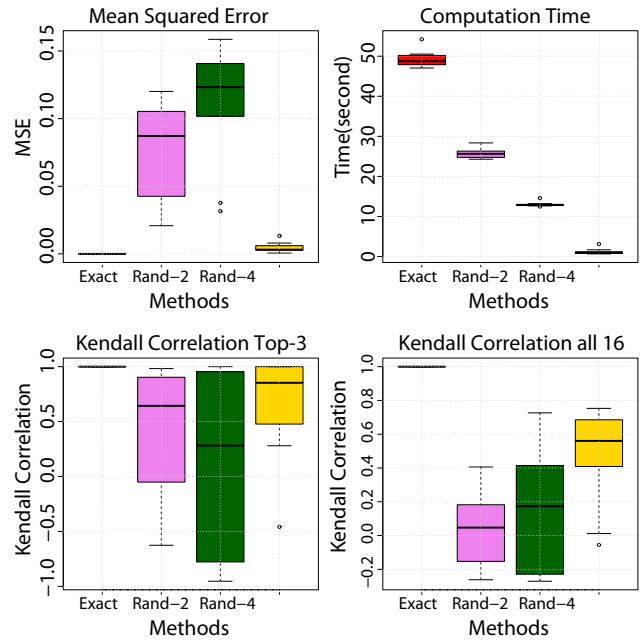 Mean Squared Error
MSE
0.15
0.10
0.05
0.00
Exact Rand-2 Rand-4
Methods
Computation Time
Time(second)
50
40
30
20
10
0
Exact Rand-2 Rand-4
Methods
Kendall Correlation Top-3
Kendall Correlation
1.0
0.5
0.0
−0.5
−1.0
Exact Rand-2 Rand-4
Methods
Kendall Correlation all 16
Kendall Correlation
1.0
0.8
0.6
0.4
0.2
0.0
−0.2
Exact Rand-2 Rand-4
Methods